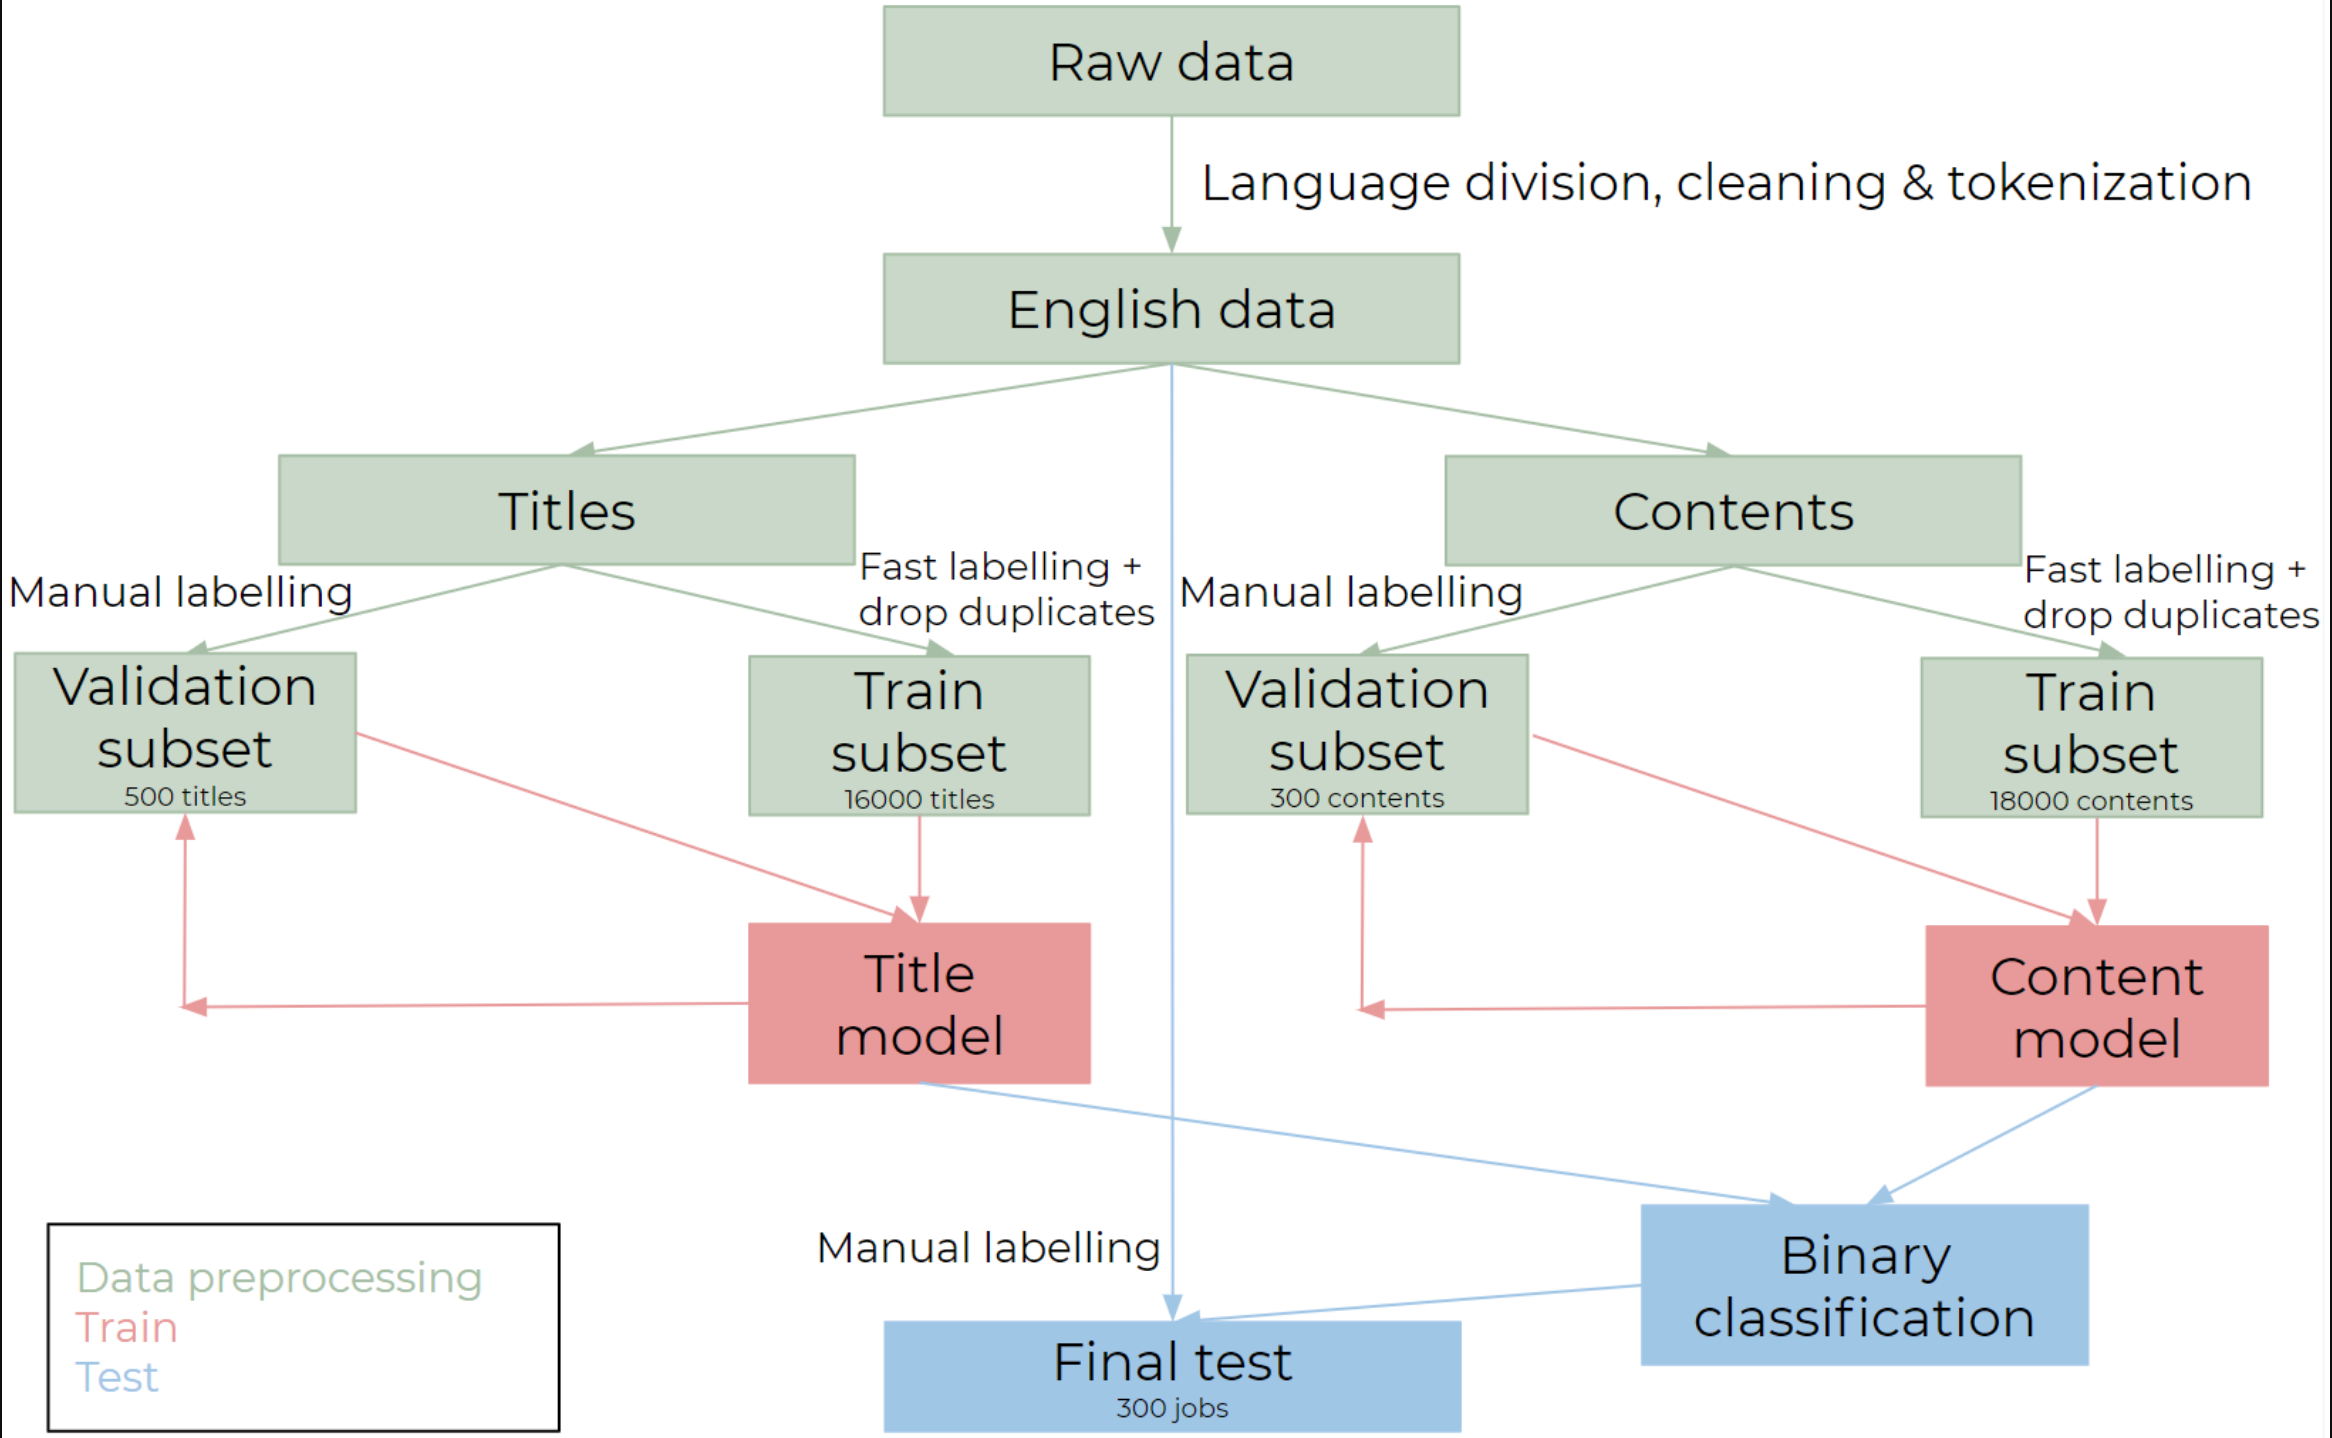 Raw data
Language division, cleaning & tokenization
English data
Titles
Contents
Manual labelling
Fast labelling +
drop duplicates
Manual labelling
Fast labelling +
drop duplicates
Validation
subset
500 titles
Train
subset
16000 titles
Validation
subset
300 contents
Train
subset
18000 contents
Title
model
Content
model
Manual labelling
Binary
classification
Final test
300 jobs
Data preprocessing
Train
Test